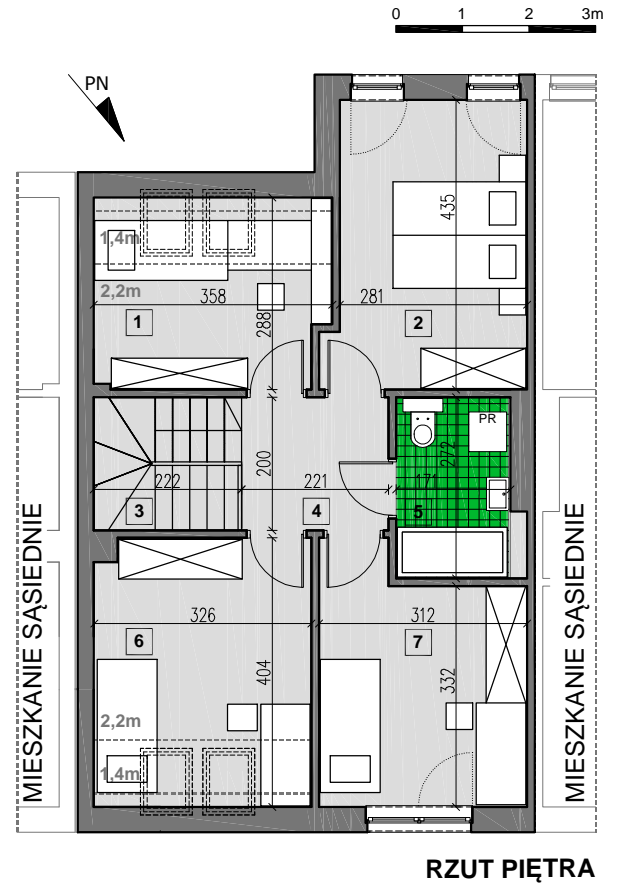 0 1 2 3m
PN
435
1,4m
2,2m
358
281
1
288
2
PR
272
200
222
221
171
3
4
5
MIESZKANIE SĄSIEDNIE
MIESZKANIE SĄSIEDNIE
326
312
6
7
404
332
2,2m
1,4m
RZUT PIĘTRA